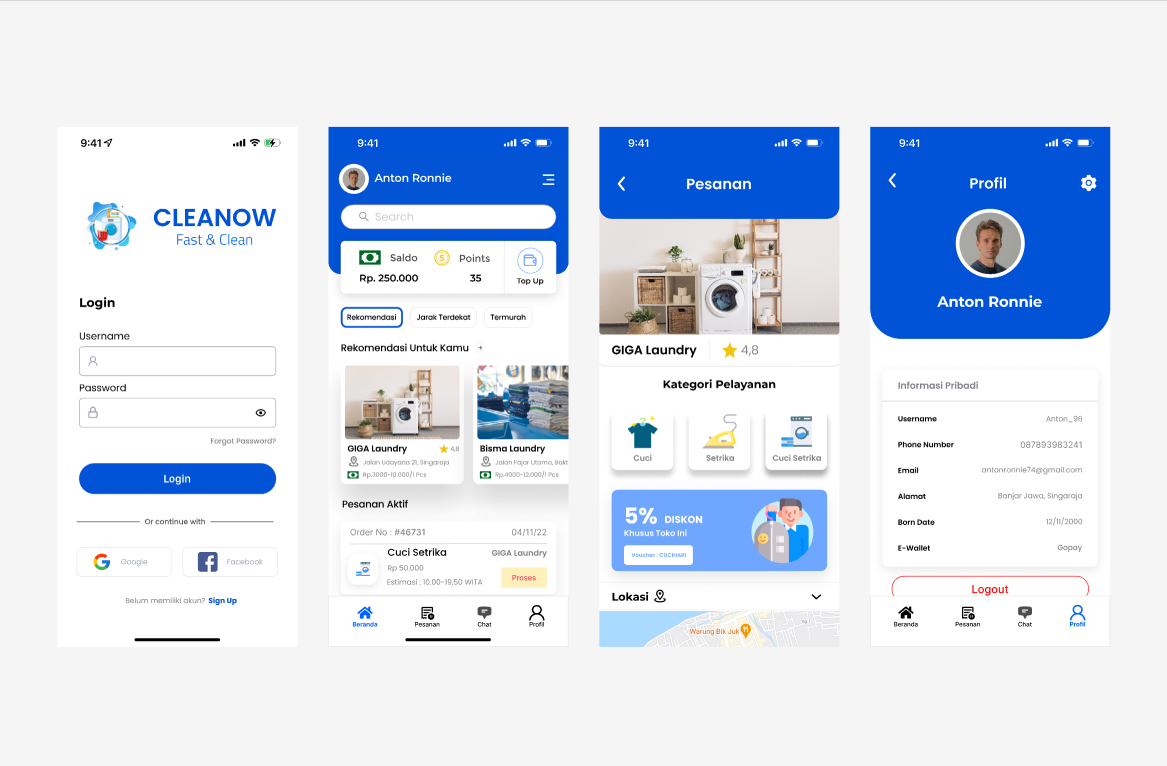 9:41
CLEANOW
Fast & Clean
Login
Username
Password
Forgot Password?
Login
Or continue with
Google
Facebook
Belum memiliki akun? Sign Up
9:41
Anton Ronnie
Search
Saldo
Points
Rp. 250.000
35
Top Up
Rekomendasi
Jarak Terdekat
Termurah
Rekomendasi Untuk Kamu
GIGA Laundry
4,8
Jalan Udayana 21, Singaraja
Rp.3000-10.000/1 Pcs
Bisma Laundry
Jalan Fajar Utama, Bakt
Rp.4000-12.000/1 Pcs
Pesanan Aktif
Order No : #46731
04/11/22
Cuci Setrika
GIGA Laundry
Rp 50.000
Estimasi : 10.00-19.50 WITA
Proses
Beranda
Pesanan
Chat
Profil
9:41
Pesanan
GIGA Laundry
4,8
Kategori Pelayanan
Cuci
Setrika
Cuci Setrika
5% DISKON
Khusus Toko Ini
Voucher : CUCIHARI
Lokasi
Warung Bik Juk
9:41
Profil
Anton Ronnie
Informasi Pribadi
Username
Anton_96
Phone Number
087893983241
Email
antonronnie74@gmail.com
Alamat
Banjar Jawa, Singaraja
Born Date
12/11/2000
E-Wallet
Gopay
Logout
Beranda
Pesanan
Chat
Profil